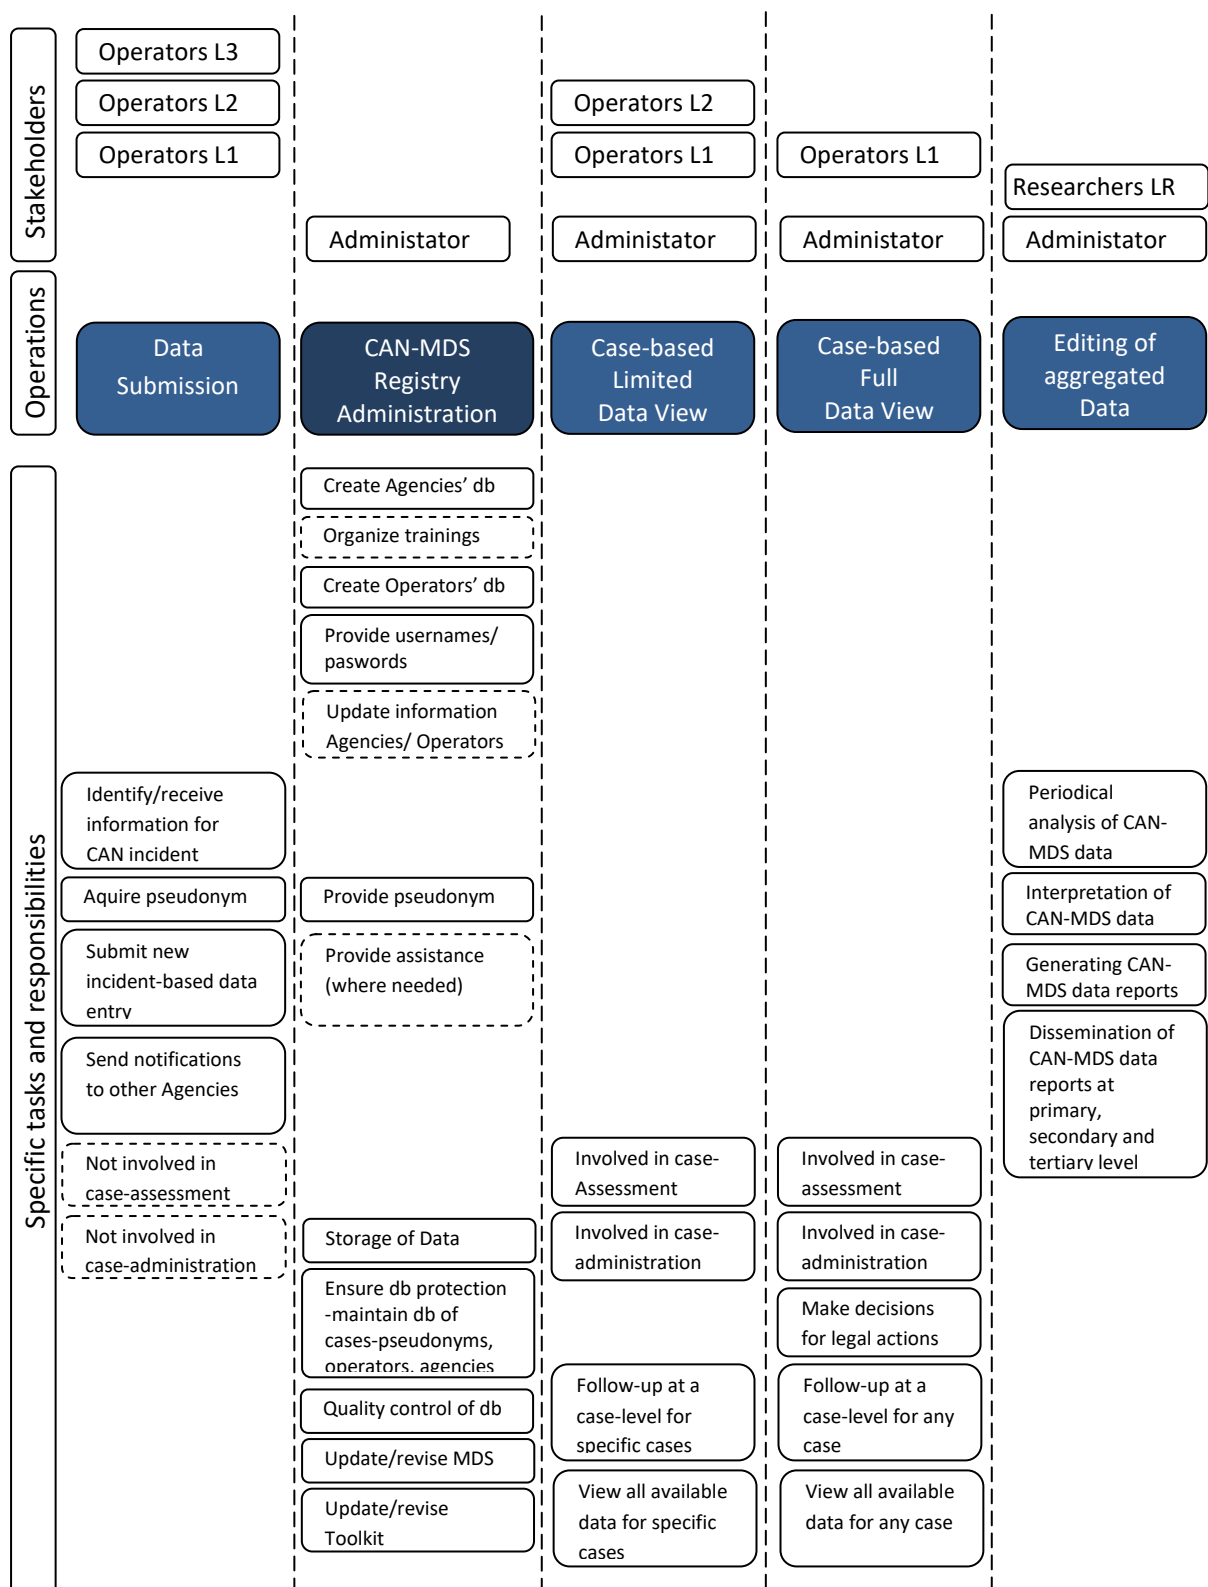 Stakeholders
Operators L3
Operators L2
Operators L1
Administator
Operators L2
Operators L1
Administator
Operators L1
Administator
Researchers LR
Administator
Operations
Data
Submission
CAN-MDS
Registry
Administration
Case-based
Limited
Data View
Case-based
Full
Data View
Editing of
aggregated
Data
Specific tasks and responsibilities
Identify/receive
information for
CAN incident
Aquire pseudonym
Submit new
incident-based data
entry
Send notifications
to other Agencies
Not involved in
case-assessment
Not involved in
case-administration
Create Agencies’ db
Organize trainings
Create Operators’ db
Provide usernames/
paswords
Update information
Agencies/ Operators
Provide pseudonym
Provide assistance
(where needed)
Storage of Data
Ensure db protection
-maintain db of
cases-pseudonyms,
operators, agencies
Quality control of db
Update/revise MDS
Update/revise
Toolkit
Involved in case-
Assessment
Involved in case-
administration
Follow-up at a
case-level for
specific cases
View all available
data for specific
cases
Involved in case-
assessment
Involved in case-
administration
Make decisions
for legal actions
Follow-up at a
case-level for any
case
View all available
data for any case
Periodical
analysis of CAN-
MDS data
Interpretation of
CAN-MDS data
Generating CAN-
MDS data reports
Dissemination of
CAN-MDS data
reports at
primary,
secondary and
tertiary level